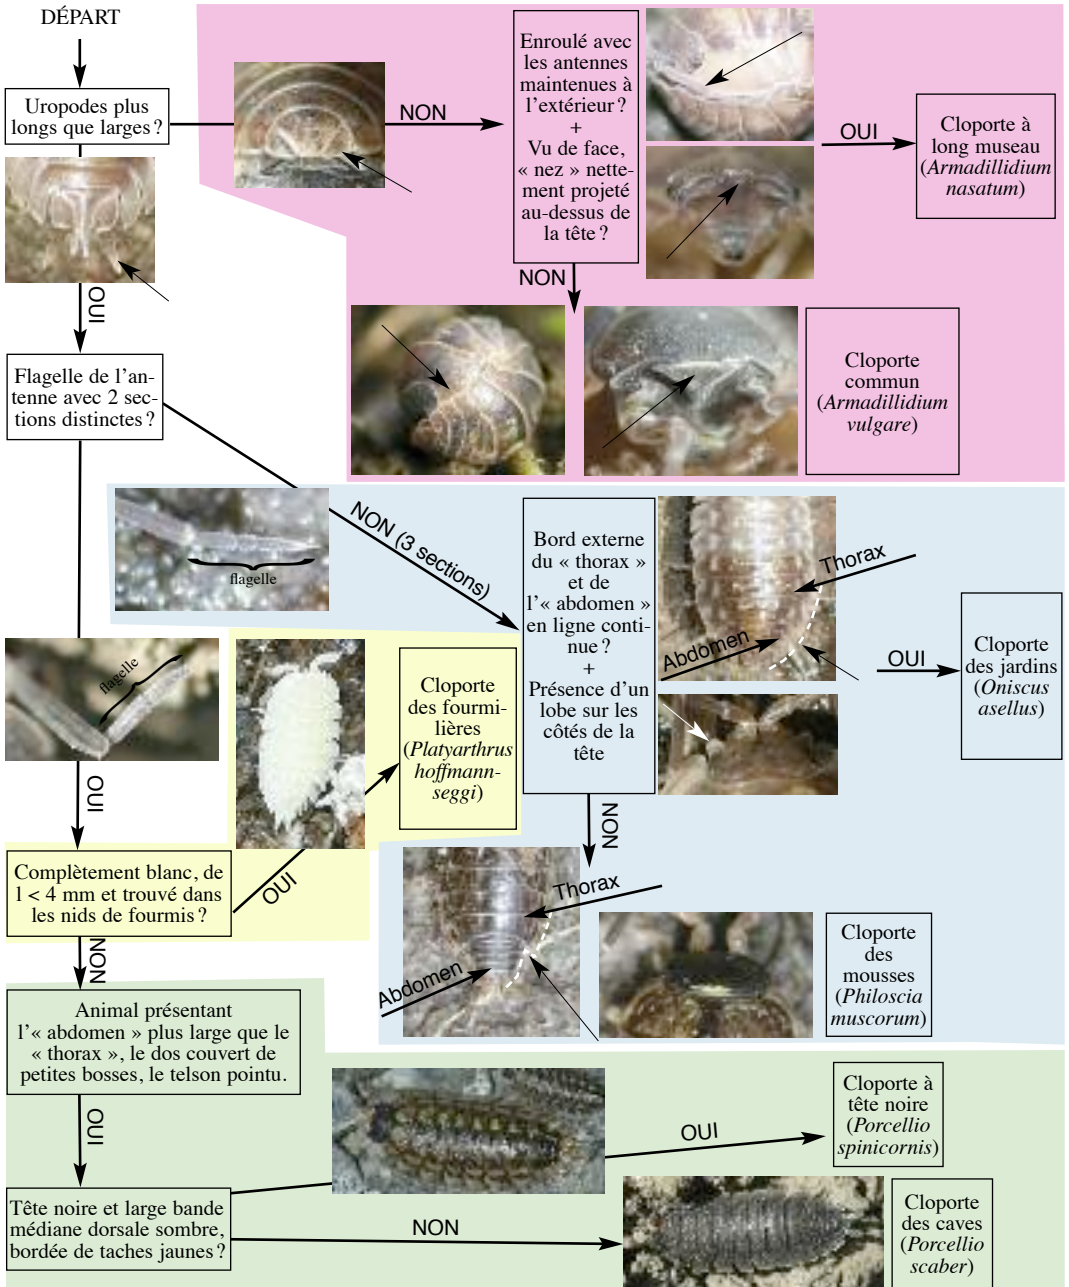 DÉPART
Uropodes plus
longs que larges ?
NON
Enroulé avec
les antennes
maintenues à
l’extérieur ?
+
Vu de face,
« nez » nette-
ment projeté
au-dessus de
la tête ?
OUI
Cloporte à
long museau
(Armadillidium
nasatum)
NON
Cloporte
commun
(Armadillidium
vulgare)
OUI
Flagelle de l’an-
tenne avec 2 sec-
tions distinctes ?
NON (3 sections)
flagelle
Bord externe
du « thorax »
et de
l’« abdomen »
en ligne conti-
nue ?
+
Présence d’un
lobe sur les
côtés de la
tête
Thorax
Abdomen
OUI
Cloporte
des jardins
(Oniscus
asellus)
NON
Thorax
Abdomen
Cloporte
des
mousses
(Philoscia
muscorum)
flagelle
OUI
Complètement blanc, de
l < 4 mm et trouvé dans
les nids de fourmis ?
OUI
Cloporte
des fourmi-
lières
(Platyarthrus
hoffmann-
seggi)
NON
Animal présentant
l’« abdomen » plus large que le
« thorax », le dos couvert de
petites bosses, le telson pointu.
OUI
Tête noire et large bande
médiane dorsale sombre,
bordée de taches jaunes ?
OUI
Cloporte à
tête noire
(Porcellio
spinicornis)
NON
Cloporte
des caves
(Porcellio
scaber)